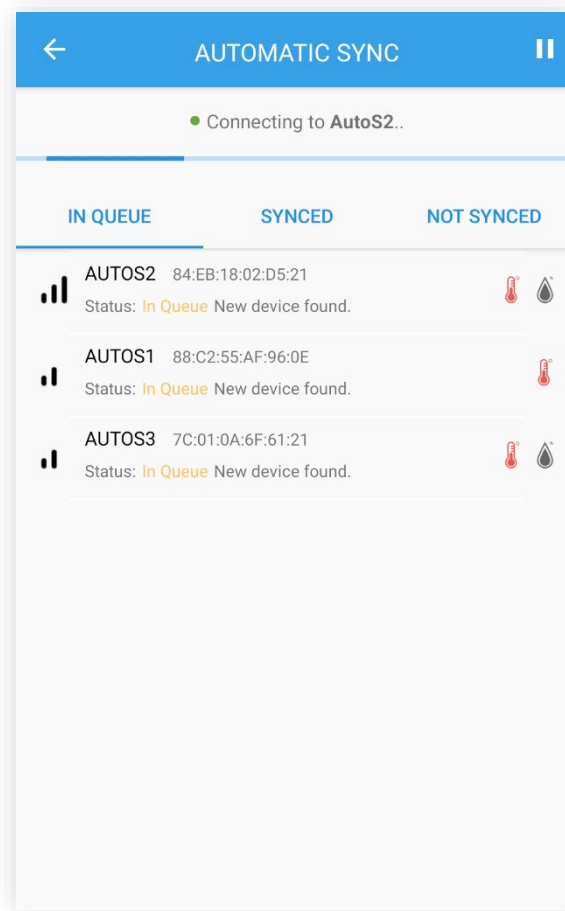 AUTOMATIC SYNC
Connecting to AutoS2..
IN QUEUE SYNCED NOT SYNCED
AUTOS2 84:EB:18:02:D5:21
Status: In Queue New device found.
AUTOS1 88:C2:55:AF:96:0E
Status: In Queue New device found.
AUTOS3 7C:01:0A:6F:61:21
Status: In Queue New device found.